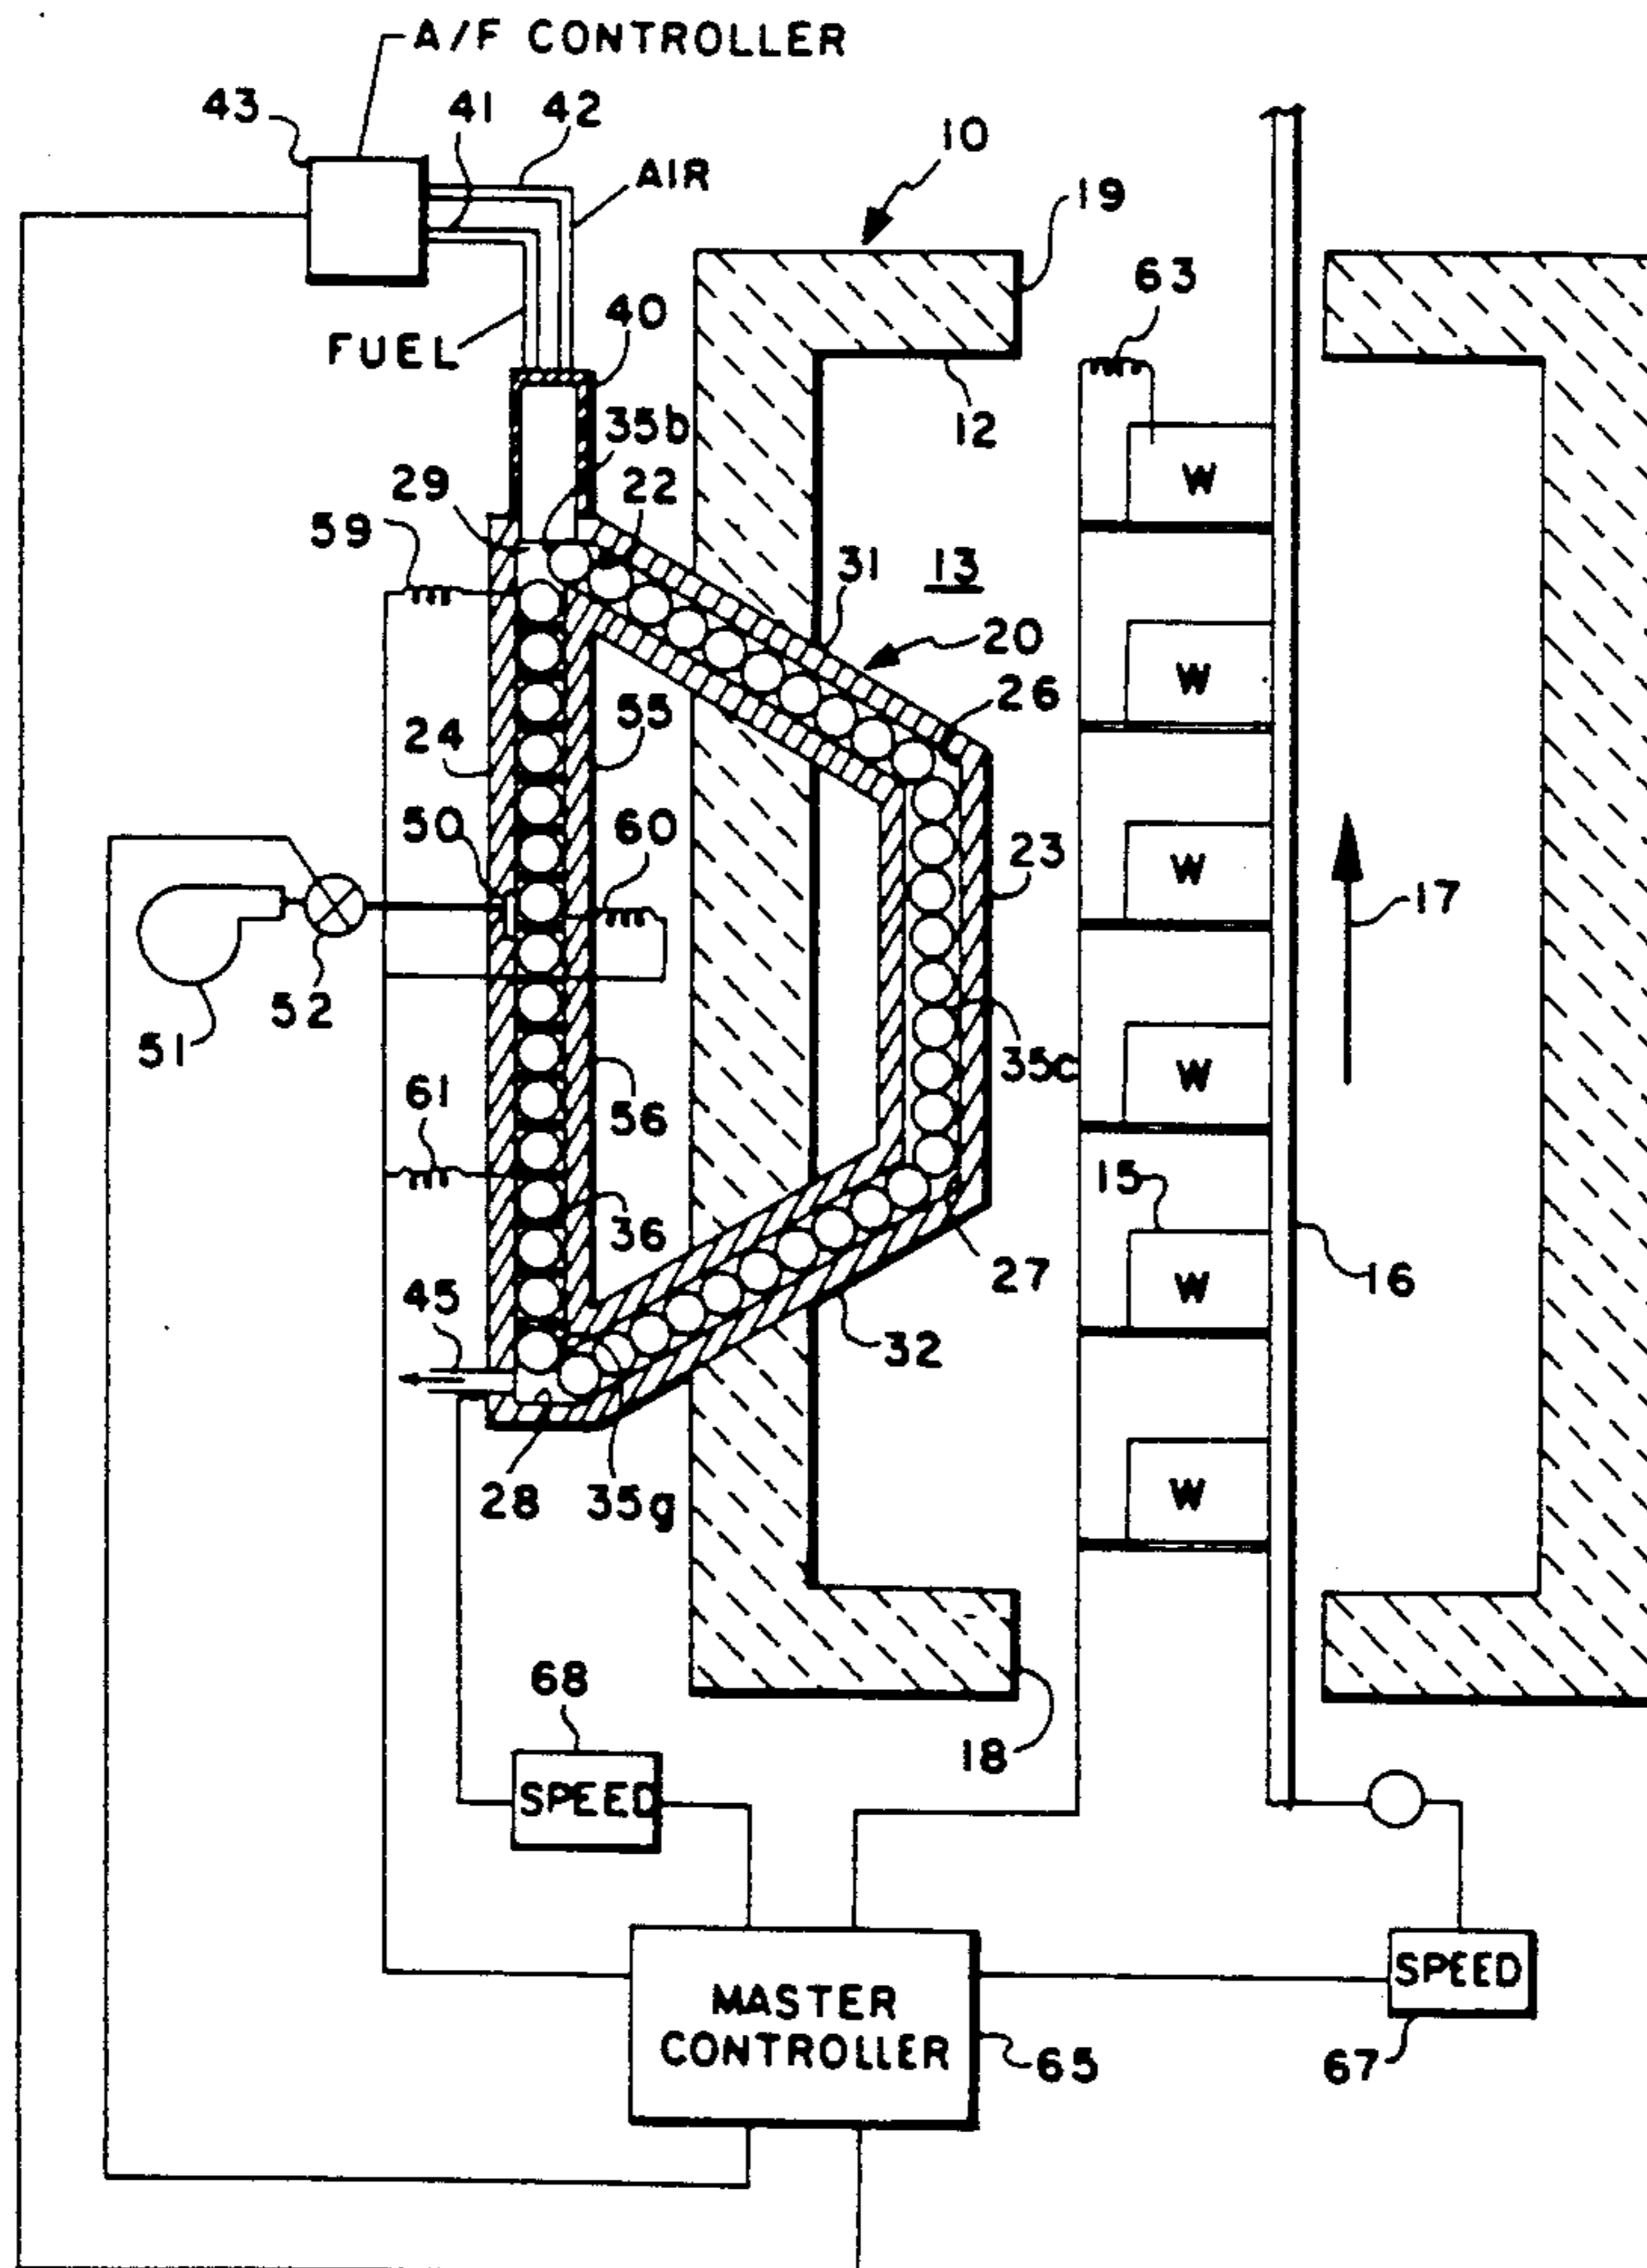 A/F CONTROLLER
43
41
42
10
AIR
19
63
FUEL
40
12
35b
W
29
22
59
31
13
20
W
26
55
24
50
60
23
W
17
52
51
35c
W
61
56
15
36
27
W
16
45
32
28
35g
W
68
18
SPEED
SPEED
MASTER
CONTROLLER
65
67